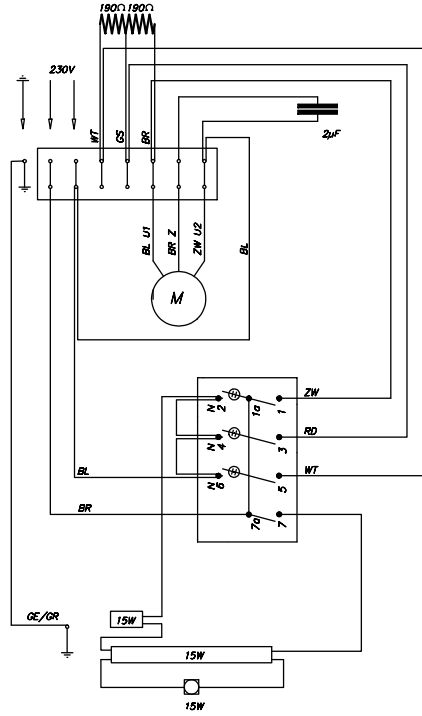 190Ω 190Ω
230V
WT
GS
BR
2µF
BL U1
BR Z
ZW U2
BL
M
N 2
1a
1
ZW
N 4
3
RD
N 6
5
WT
BL
BR
7a
7
GE/GR
15W
15W
15W